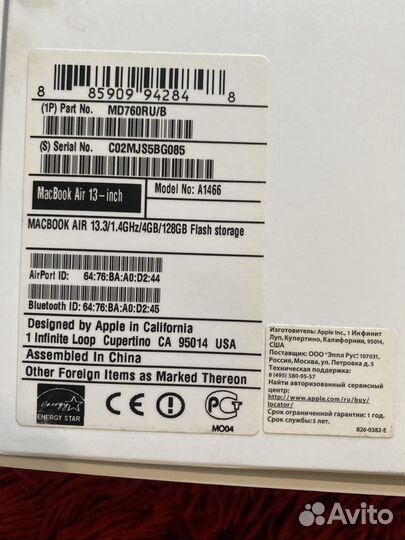 8 85909 94284 8
(1P) Part No. MD760RU/B
(S) Serial No. C02MJS5BG085
MacBook Air 13-inch Model No: A1466
MACBOOK AIR 13.3/1.4GHz/4GB/128GB Flash storage
AirPort ID: 64:76:BA:A0:D2:44
Bluetooth ID: 64:76:BA:A0:D2:45
Designed by Apple in California
1 Infinite Loop Cupertino CA 95014 USA
Assembled In China
Other Foreign Items as Marked Thereon
energy
ENERGY STAR
CE
РСТ
MO04
Изготовитель: Apple Inc., 1 Инфинит
Луп, Купертино, Калифорния, 95014,
США
Поставщик: ООО "Эппл Рус", 107031,
Россия, Москва, ул. Петровка д. 5
Техническая поддержка:
8 (495) 580-95-57
Найти авторизованный сервисный
центр:
http://www.apple.com/ru/buy/
locator/
Срок ограниченной гарантии: 1 год.
Срок службы: 5 лет.
826-0382-E
Avito